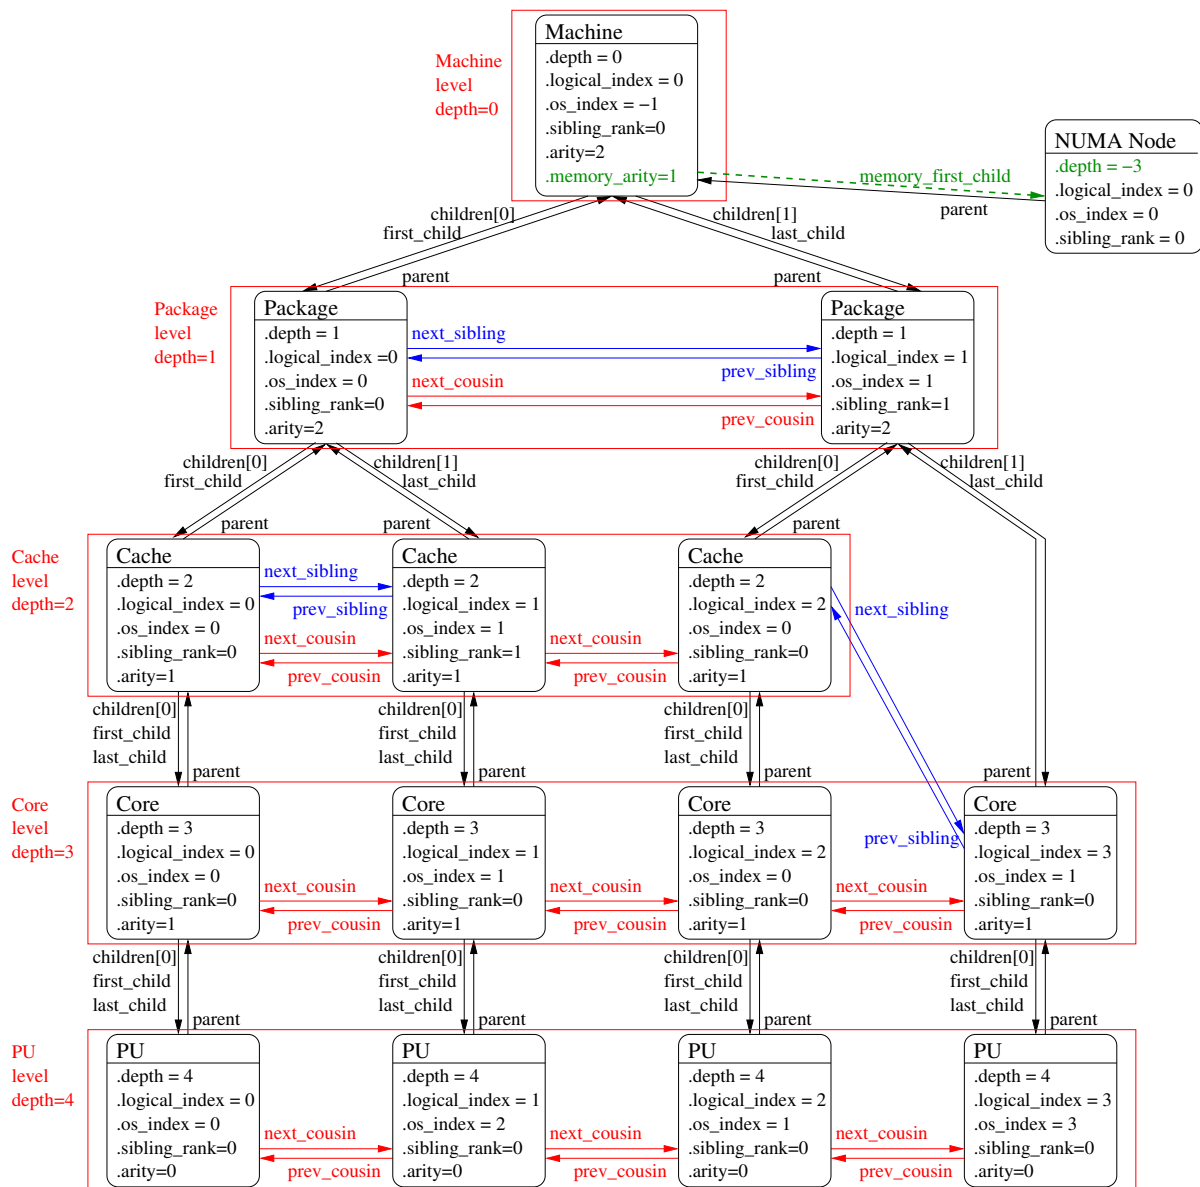 Machine
level
depth=0
Machine
.depth = 0
.logical_index = 0
.os_index = −1
.sibling_rank=0
.arity=2
.memory_arity=1
memory_first_child
parent
NUMA Node
.depth = −3
.logical_index = 0
.os_index = 0
.sibling_rank = 0
children[0]
first_child
parent
children[1]
last_child
parent
Package
level
depth=1
Package
.depth = 1
.logical_index =0
.os_index = 0
.sibling_rank=0
.arity=2
next_sibling
prev_sibling
next_cousin
prev_cousin
Package
.depth = 1
.logical_index = 1
.os_index = 1
.sibling_rank=1
.arity=2
children[0]
first_child
parent
children[1]
last_child
parent
children[0]
first_child
parent
children[1]
last_child
Cache
level
depth=2
Cache
.depth = 2
.logical_index = 0
.os_index = 0
.sibling_rank=0
.arity=1
next_sibling
prev_sibling
next_cousin
prev_cousin
Cache
.depth = 2
.logical_index = 1
.os_index = 1
.sibling_rank=1
.arity=1
next_cousin
prev_cousin
Cache
.depth = 2
.logical_index = 2
.os_index = 0
.sibling_rank=0
.arity=1
next_sibling
prev_sibling
children[0]
first_child
last_child
parent
children[0]
first_child
last_child
parent
children[0]
first_child
last_child
parent
parent
Core
level
depth=3
Core
.depth = 3
.logical_index = 0
.os_index = 0
.sibling_rank=0
.arity=1
next_cousin
prev_cousin
Core
.depth = 3
.logical_index = 1
.os_index = 1
.sibling_rank=0
.arity=1
next_cousin
prev_cousin
Core
.depth = 3
.logical_index = 2
.os_index = 0
.sibling_rank=0
.arity=1
next_cousin
prev_cousin
Core
.depth = 3
.logical_index = 3
.os_index = 1
.sibling_rank=0
.arity=1
children[0]
first_child
last_child
parent
children[0]
first_child
last_child
parent
children[0]
first_child
last_child
parent
children[0]
first_child
last_child
parent
PU
level
depth=4
PU
.depth = 4
.logical_index = 0
.os_index = 0
.sibling_rank=0
.arity=0
next_cousin
prev_cousin
PU
.depth = 4
.logical_index = 1
.os_index = 2
.sibling_rank=0
.arity=0
next_cousin
prev_cousin
PU
.depth = 4
.logical_index = 2
.os_index = 1
.sibling_rank=0
.arity=0
next_cousin
prev_cousin
PU
.depth = 4
.logical_index = 3
.os_index = 3
.sibling_rank=0
.arity=0